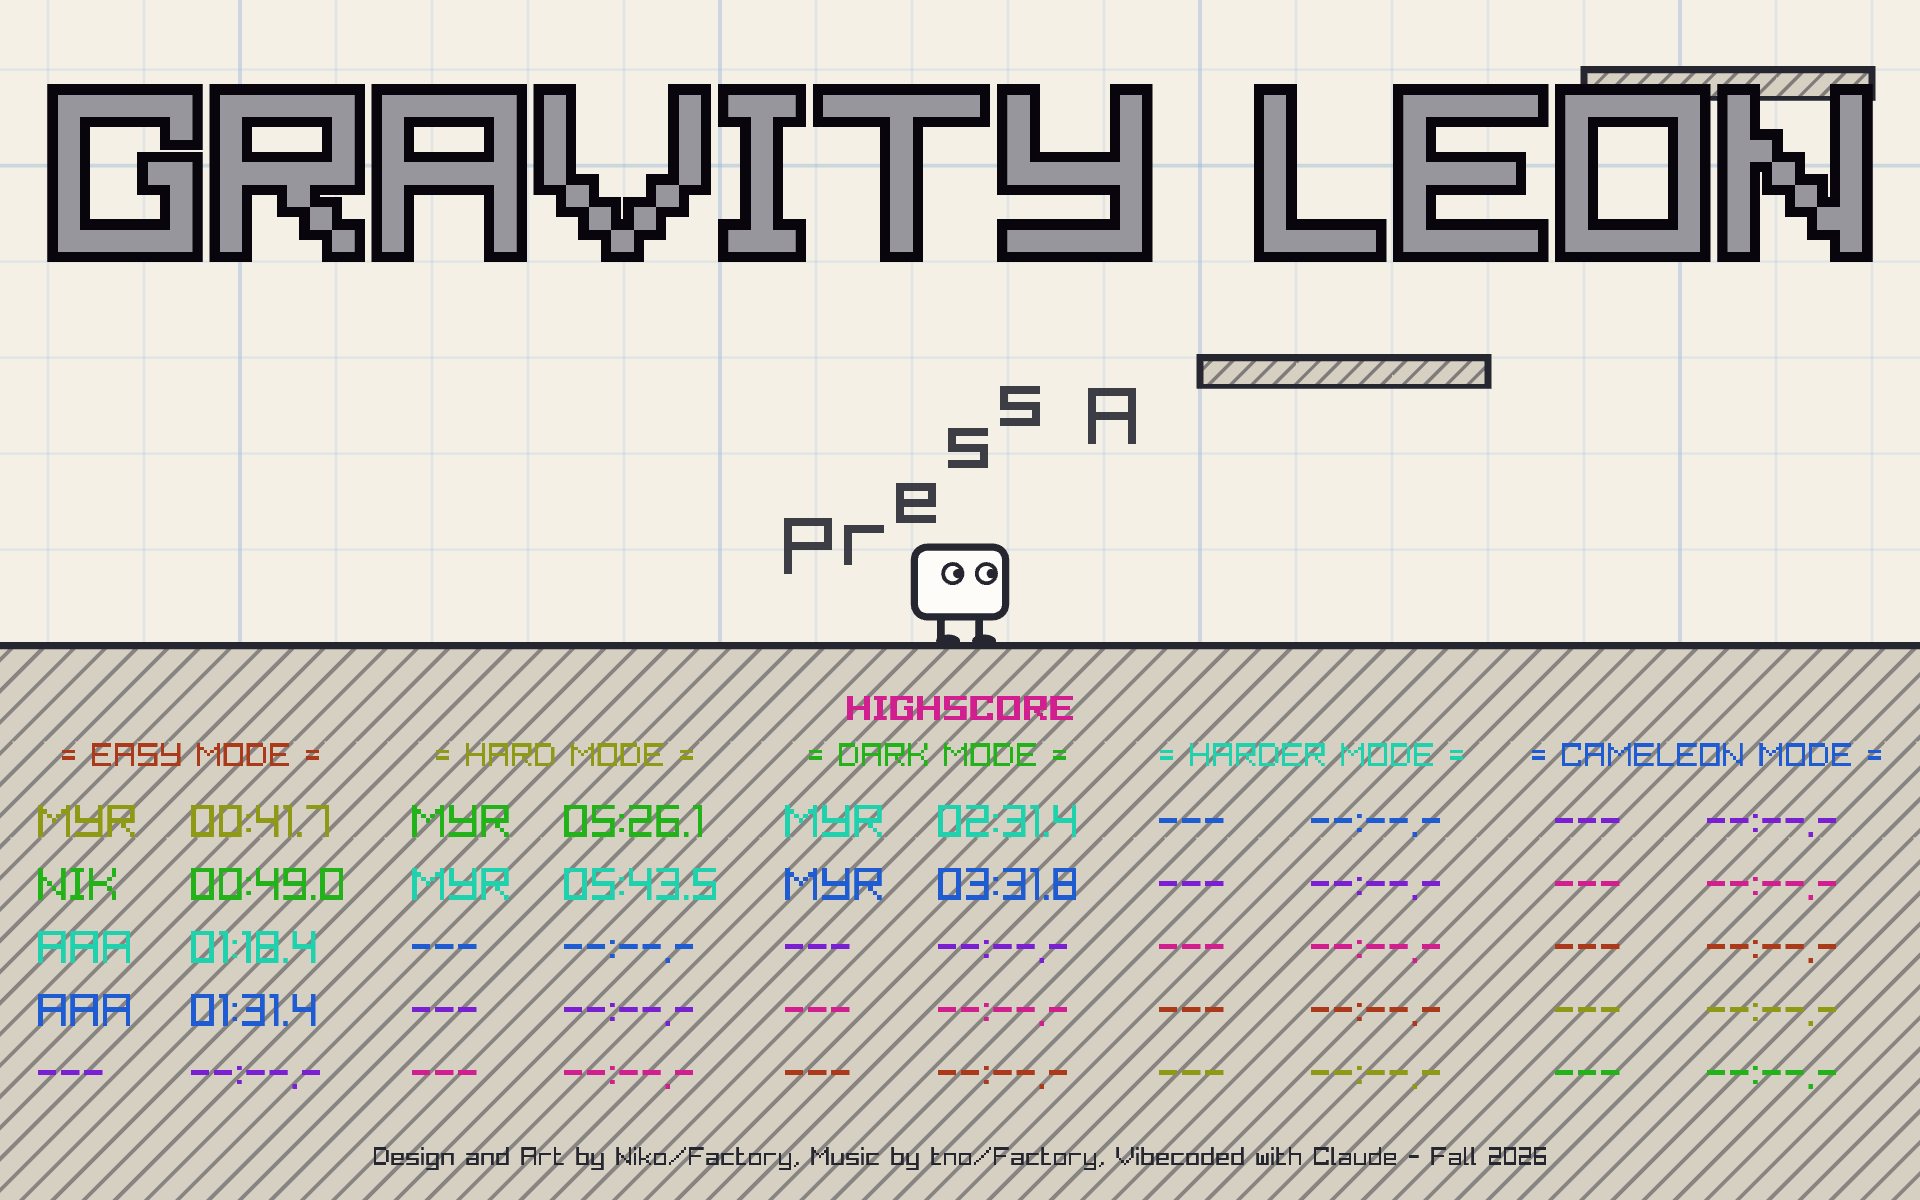 GRAVITY LEON
Press A
HIGHSCORE
= EASY MODE = = HARD MODE = = DARK MODE = = HARDER MODE = = CAMELEON MODE =
MYR 00:41.7 MYR 05:26.1 MYR 02:31.4 --- --:--.- --- --:--.-
NIK 00:49.0 MYR 05:43.5 MYR 03:31.8 --- --:--.- --- --:--.-
AAA 01:18.4 --- --:--.- --- --:--.- --- --:--.- --- --:--.-
AAA 01:31.4 --- --:--.- --- --:--.- --- --:--.- --- --:--.-
--- --:--.- --- --:--.- --- --:--.- --- --:--.- --- --:--.-
Design and Art by Niko/Factory, Music by tno/Factory, Vibecoded with Claude - Fall 2026